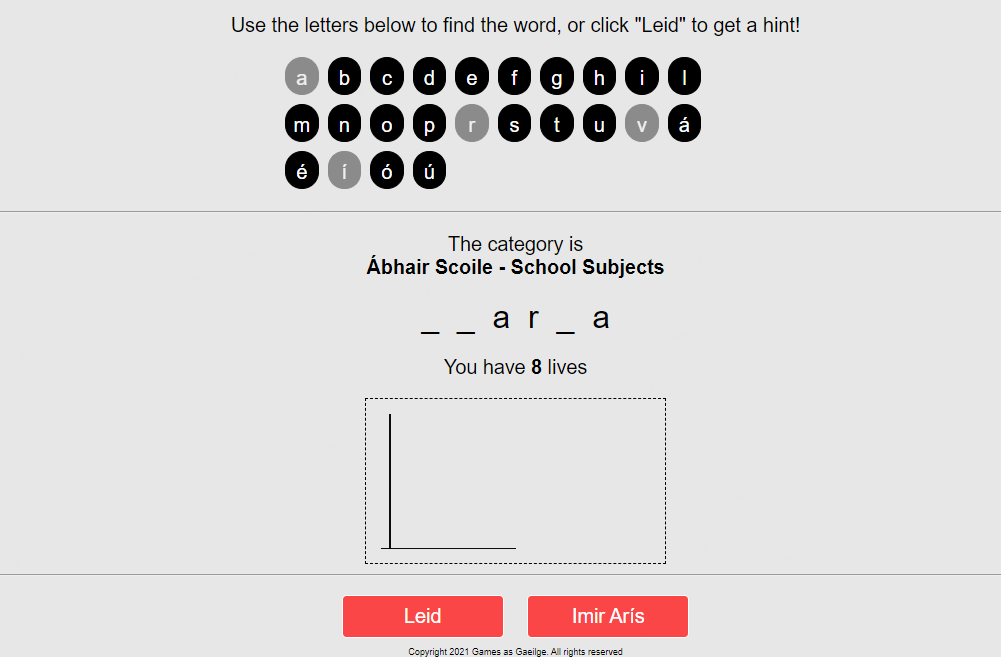 Use the letters below to find the word, or click "Leid" to get a hint!
a b c d e f g h i l
m n o p r s t u v á
é í ó ú
The category is
Ábhair Scoile - School Subjects
_ _ a r _ a
You have 8 lives
Leid Imir Arís
Copyright 2021 Games as Gaeilge. All rights reserved